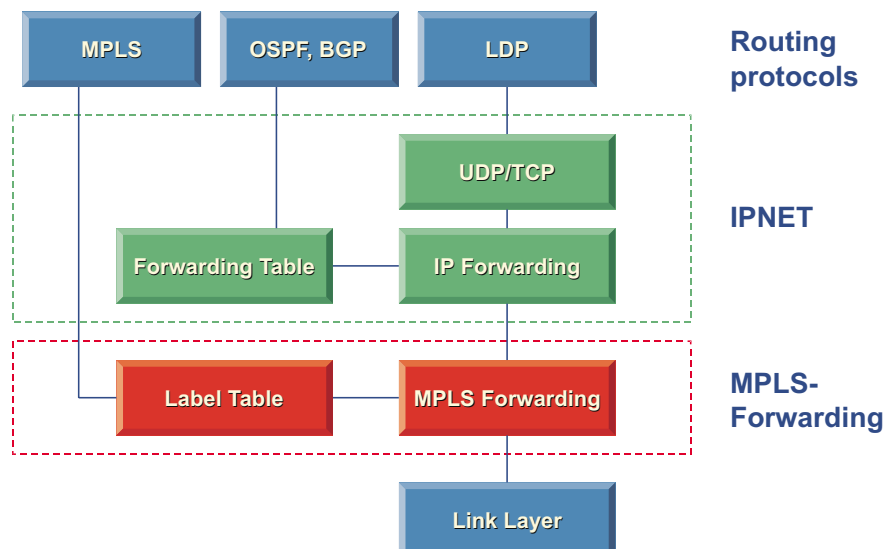 MPLS
OSPF, BGP
LDP
Routing
protocols
UDP/TCP
IPNET
Forwarding Table
IP Forwarding
Label Table
MPLS Forwarding
MPLS-
Forwarding
Link Layer